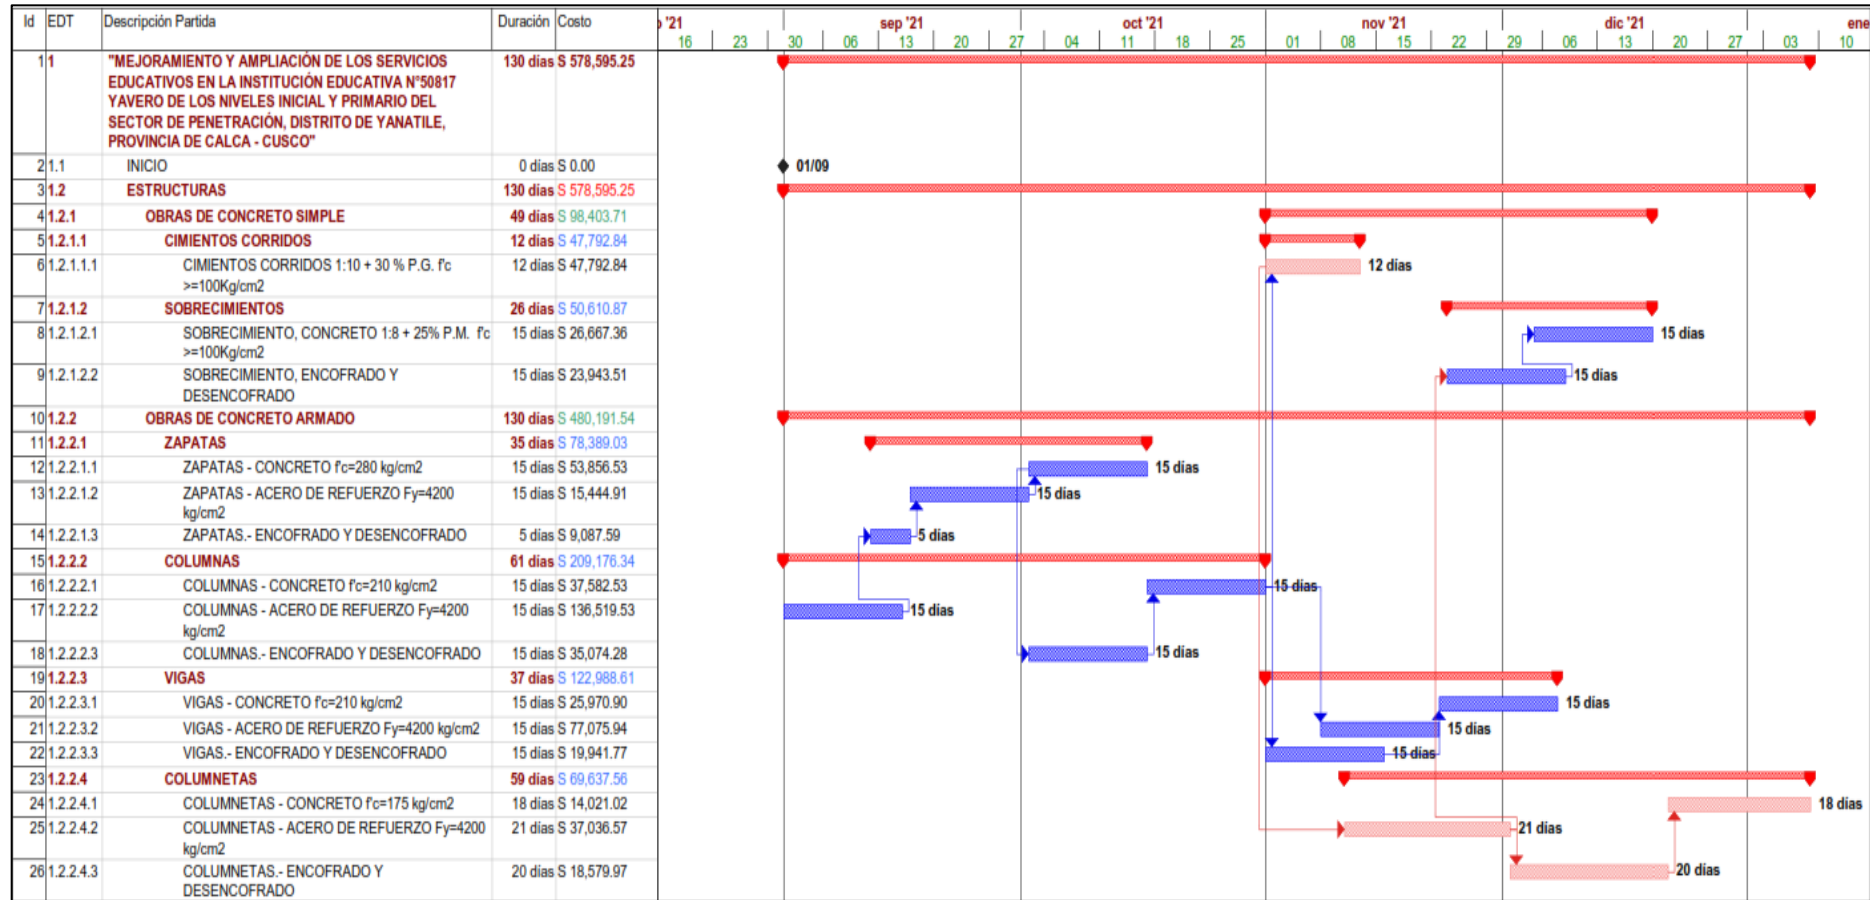 Id EDT Descripción Partida Duración Costo o '21 sep '21 oct '21 nov '21 dic '21 ene
16 23 30 06 13 20 27 04 11 18 25 01 08 15 22 29 06 13 20 27 03 10
1 1 "MEJORAMIENTO Y AMPLIACIÓN DE LOS SERVICIOS 130 días S 578,595.25
EDUCATIVOS EN LA INSTITUCIÓN EDUCATIVA N°50817
YAVERO DE LOS NIVELES INICIAL Y PRIMARIO DEL
SECTOR DE PENETRACIÓN, DISTRITO DE YANATILE,
PROVINCIA DE CALCA - CUSCO"
2 1.1 INICIO 0 días S 0.00 01/09
3 1.2 ESTRUCTURAS 130 días S 578,595.25
4 1.2.1 OBRAS DE CONCRETO SIMPLE 49 días S 98,403.71
5 1.2.1.1 CIMIENTOS CORRIDOS 12 días S 47,792.84
6 1.2.1.1.1 CIMIENTOS CORRIDOS 1:10 + 30 % P.G. f'c 12 días S 47,792.84 12 días
>=100Kg/cm2
7 1.2.1.2 SOBRECIMIENTOS 26 días S 50,610.87
8 1.2.1.2.1 SOBRECIMIENTO, CONCRETO 1:8 + 25% P.M. f'c 15 días S 26,667.36 15 días
>=100Kg/cm2
9 1.2.1.2.2 SOBRECIMIENTO, ENCOFRADO Y 15 días S 23,943.51 15 días
DESENCOFRADO
10 1.2.2 OBRAS DE CONCRETO ARMADO 130 días S 480,191.54
11 1.2.2.1 ZAPATAS 35 días S 78,389.03
12 1.2.2.1.1 ZAPATAS - CONCRETO f'c=280 kg/cm2 15 días S 53,856.53 15 días
13 1.2.2.1.2 ZAPATAS - ACERO DE REFUERZO Fy=4200 15 días S 15,444.91 15 días
kg/cm2
14 1.2.2.1.3 ZAPATAS.- ENCOFRADO Y DESENCOFRADO 5 días S 9,087.59 5 días
15 1.2.2.2 COLUMNAS 61 días S 209,176.34
16 1.2.2.2.1 COLUMNAS - CONCRETO f'c=210 kg/cm2 15 días S 37,582.53 15 días
17 1.2.2.2.2 COLUMNAS - ACERO DE REFUERZO Fy=4200 15 días S 136,519.53 15 días
kg/cm2
18 1.2.2.2.3 COLUMNAS.- ENCOFRADO Y DESENCOFRADO 15 días S 35,074.28 15 días
19 1.2.2.3 VIGAS 37 días S 122,988.61
20 1.2.2.3.1 VIGAS - CONCRETO f'c=210 kg/cm2 15 días S 25,970.90 15 días
21 1.2.2.3.2 VIGAS - ACERO DE REFUERZO Fy=4200 kg/cm2 15 días S 77,075.94 15 días
22 1.2.2.3.3 VIGAS.- ENCOFRADO Y DESENCOFRADO 15 días S 19,941.77 15 días
23 1.2.2.4 COLUMNETAS 59 días S 69,637.56
24 1.2.2.4.1 COLUMNETAS - CONCRETO f'c=175 kg/cm2 18 días S 14,021.02 18 días
25 1.2.2.4.2 COLUMNETAS - ACERO DE REFUERZO Fy=4200 21 días S 37,036.57 21 días
kg/cm2
26 1.2.2.4.3 COLUMNETAS.- ENCOFRADO Y 20 días S 18,579.97 20 días
DESENCOFRADO